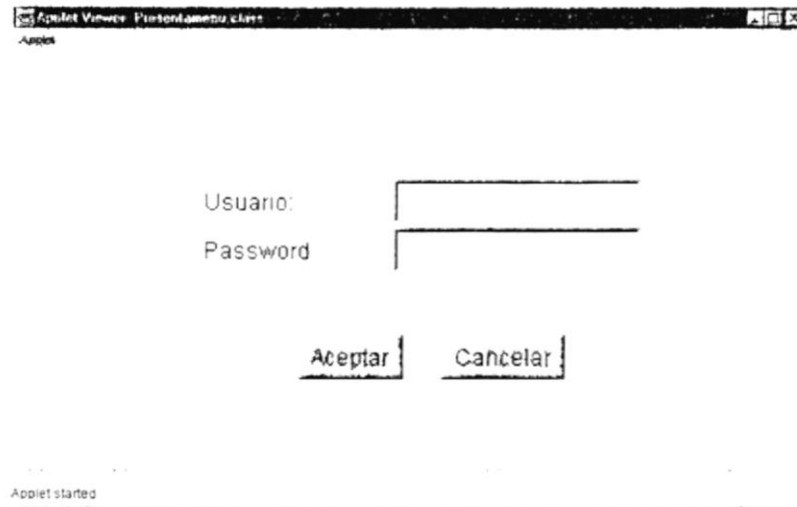 Applet Viewer: Presentamenu.class
Applet
Usuario:
Password
Aceptar Cancelar
Applet started